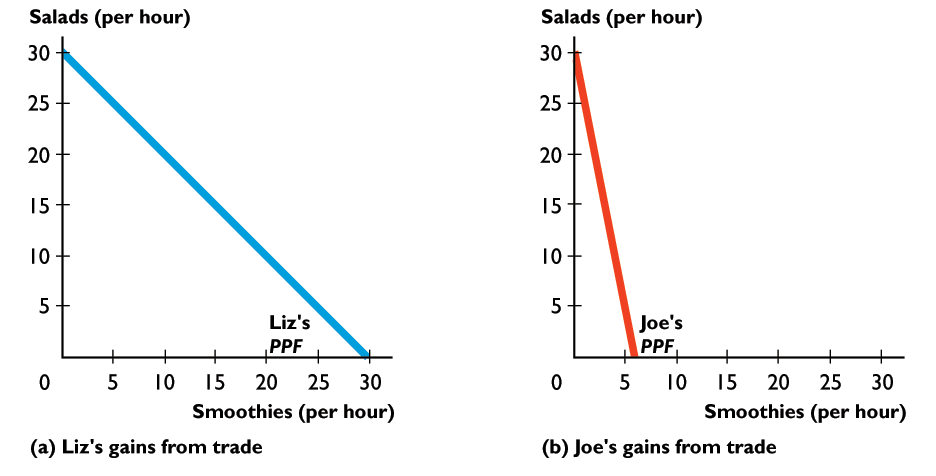 Salads (per hour)
30
25
20
15
10
5
0
5 10 15 20 25 30
Liz's
PPF
Smoothies (per hour)
(a) Liz's gains from trade
Salads (per hour)
30
25
20
15
10
5
0
5 10 15 20 25 30
Joe's
PPF
Smoothies (per hour)
(b) Joe's gains from trade